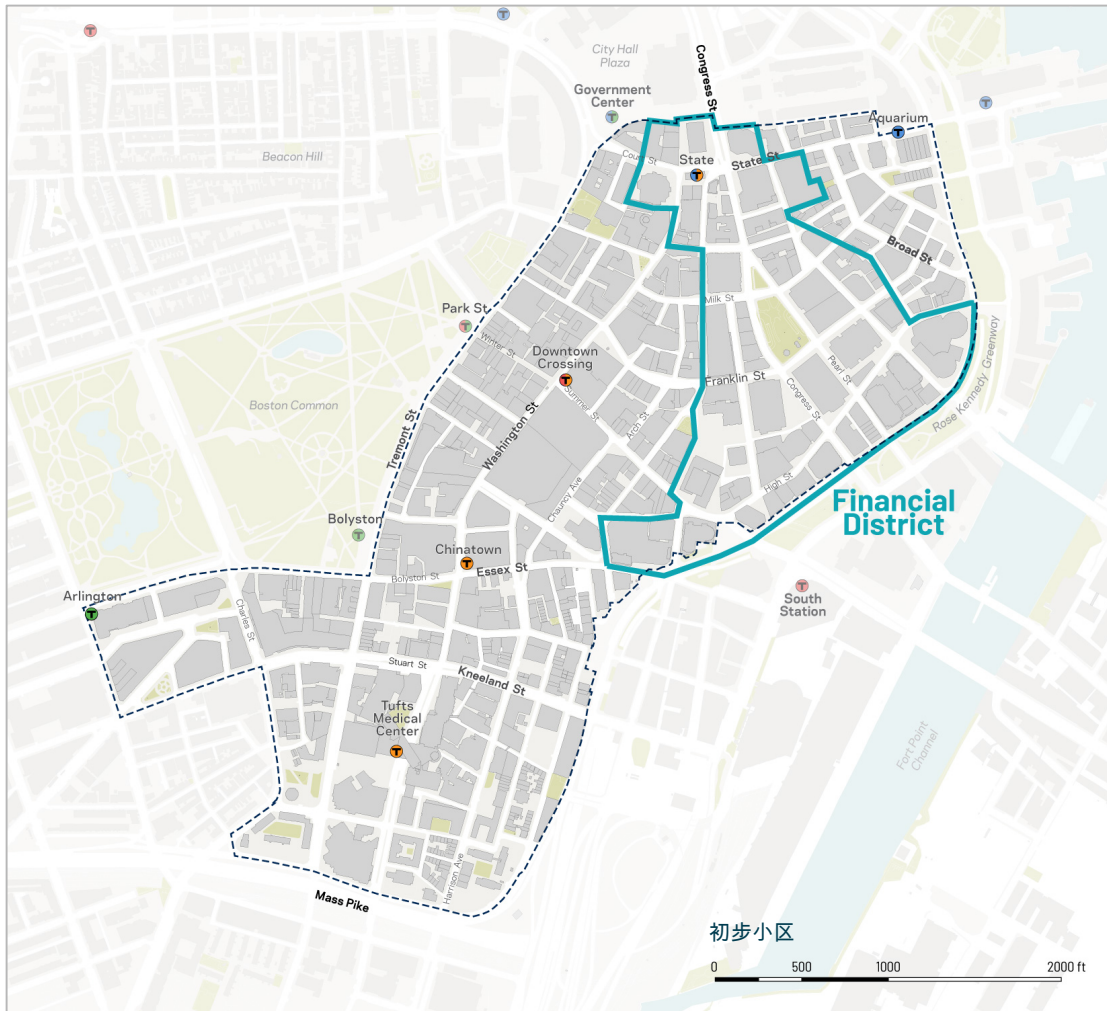 City Hall
Plaza
Congress St
Government
Center
Aquarium
Court St
State
State St
Beacon Hill
Broad St
Milk St
Park St
Winter St
Downtown
Crossing
Franklin St
Pearl St
Congress St
Summer St
Arch St
Boston Common
Tremont St
Washington St
Rose Kennedy Greenway
High St
Chauncy Ave
Financial
District
Bolyston
Chinatown
Essex St
Bolyston St
Arlington
Charles St
South
Station
Stuart St
Kneeland St
Tufts
Medical
Center
Fort Point
Channel
Harrison Ave
Mass Pike
初步小区
0 500 1000 2000 ft